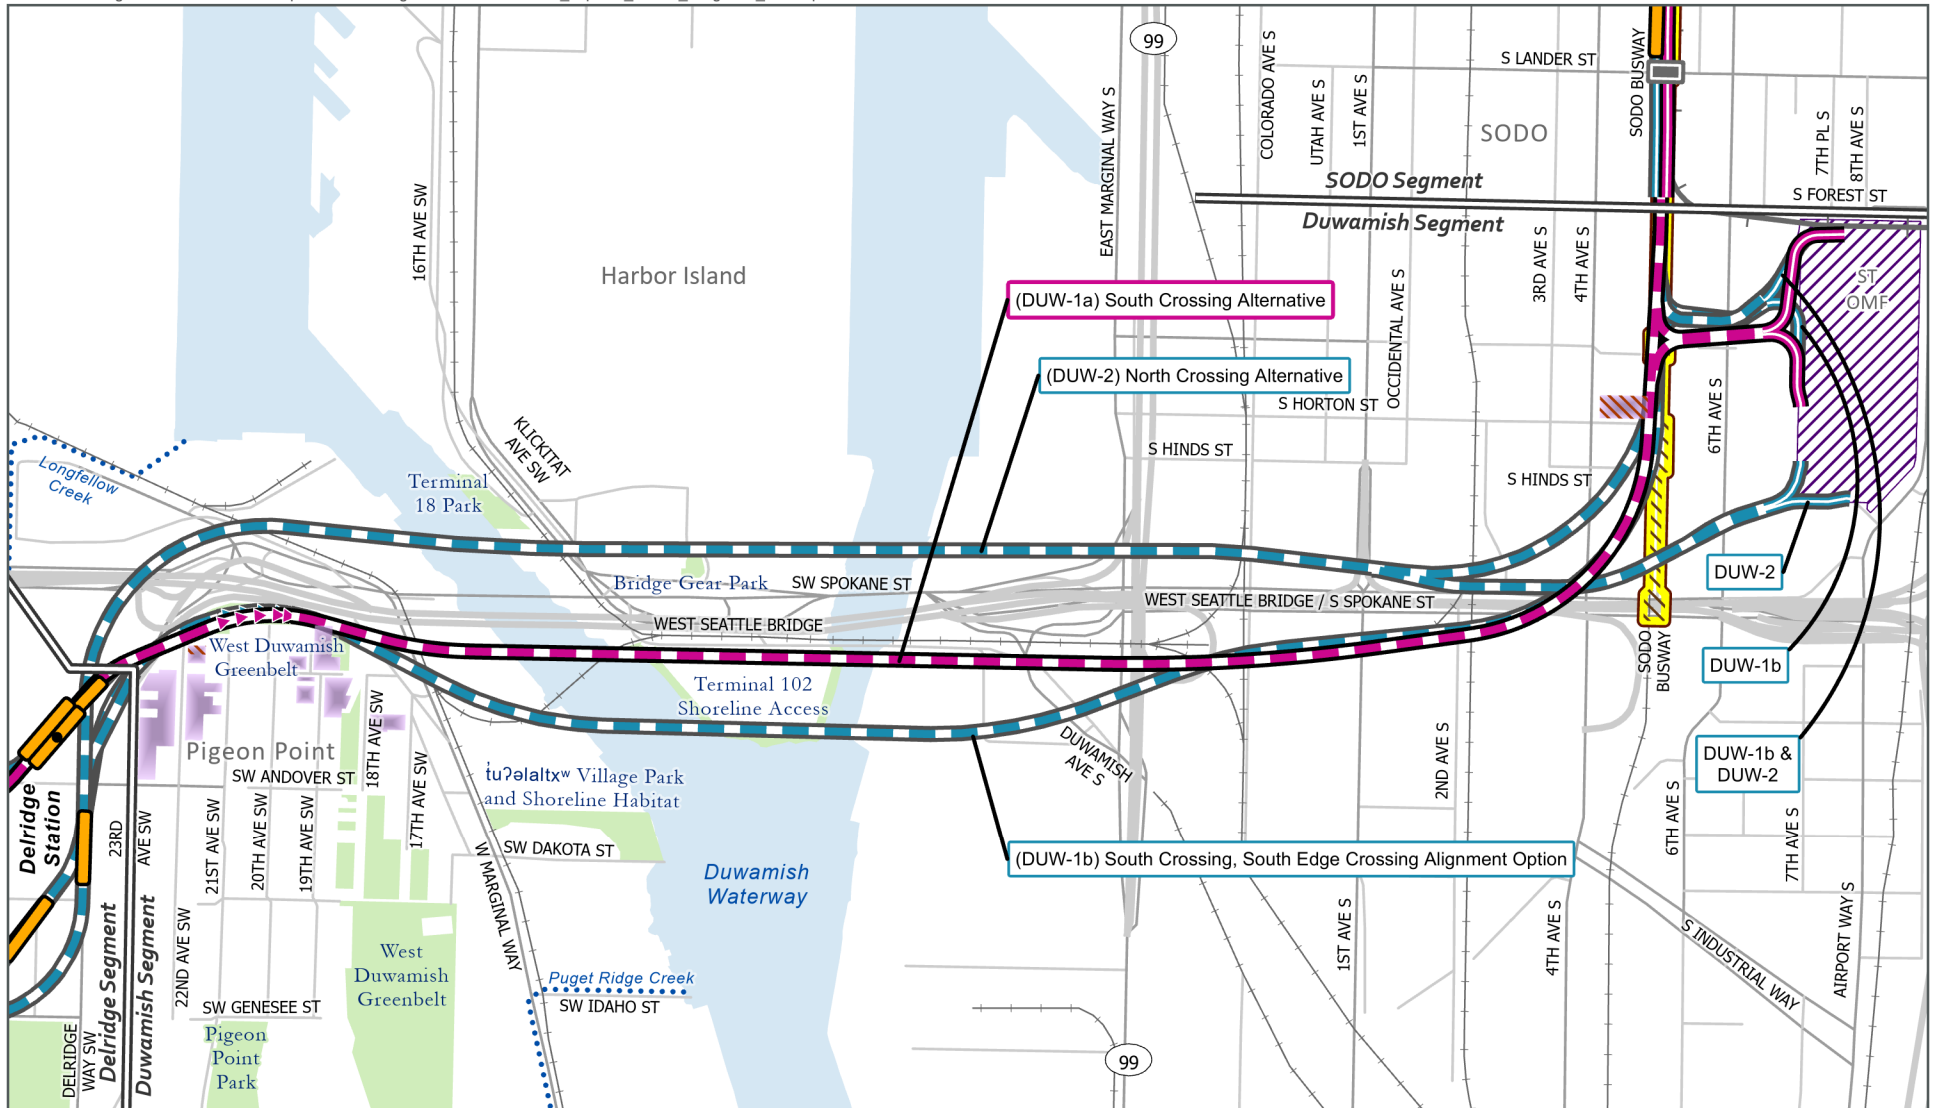 99
S LANDER ST
SODO BUSWAY
COLORADO AVE S
UTAH AVE S
1ST AVE S
EAST MARGINAL WAY S
SODO
7TH PL S
8TH AVE S
SODO Segment
S FOREST ST
Duwamish Segment
16TH AVE SW
Harbor Island
3RD AVE S
4TH AVE S
OCCIDENTAL AVE S
ST
OMF
(DUW-1a) South Crossing Alternative
(DUW-2) North Crossing Alternative
S HORTON ST
6TH AVE S
KLICKITAT
AVE SW
S HINDS ST
S HINDS ST
Longfellow
Creek
Terminal
18 Park
Bridge Gear Park
SW SPOKANE ST
WEST SEATTLE BRIDGE / S SPOKANE ST
WEST SEATTLE BRIDGE
DUW-2
West Duwamish
Greenbelt
SODO
BUSWAY
DUW-1b
Terminal 102
Shoreline Access
18TH AVE SW
Pigeon Point
DUWAMISH
AVE S
DUW-1b &
DUW-2
SW ANDOVER ST
t̓uʔəlaltxʷ Village Park
and Shoreline Habitat
17TH AVE SW
2ND AVE S
Delridge
Station
23RD
AVE SW
21ST AVE SW
20TH AVE SW
19TH AVE SW
6TH AVE S
7TH AVE S
SW DAKOTA ST
(DUW-1b) South Crossing, South Edge Crossing Alignment Option
W MARGINAL WAY
Duwamish
Waterway
Delridge Segment
Duwamish Segment
22ND AVE SW
1ST AVE S
4TH AVE S
S INDUSTRIAL WAY
AIRPORT WAY S
West
Duwamish
Greenbelt
Puget Ridge Creek
SW IDAHO ST
SW GENESEE ST
Pigeon
Point
Park
DELRIDGE
WAY SW
99